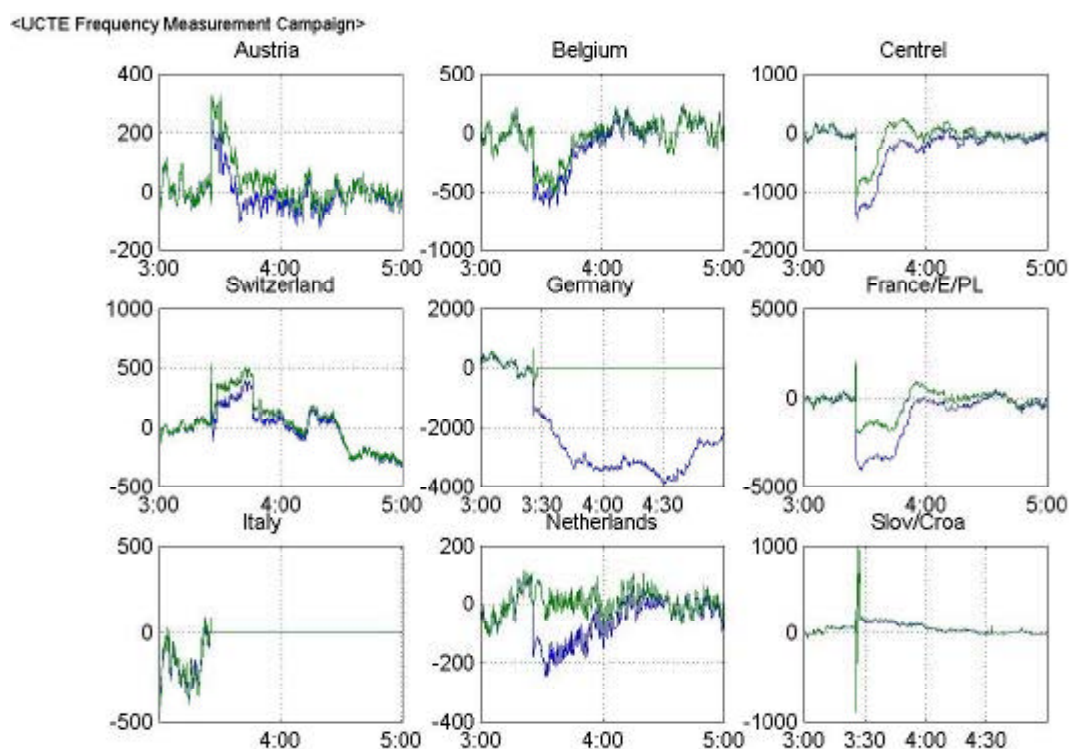 <UCTE Frequency Measurement Campaign>
Austria
400
200
0
-200
3:00 4:00 5:00
Belgium
500
0
-500
-1000
3:00 4:00 5:00
Centrel
1000
0
-1000
-2000
3:00 4:00 5:00
Switzerland
1000
500
0
-500
3:00 4:00 5:00
Germany
2000
0
-2000
-4000
3:00 3:30 4:00 4:30
France/E/PL
5000
0
-5000
3:00 4:00 5:00
Italy
500
0
-500
4:00 5:00
Netherlands
200
0
-200
-400
3:00 4:00 5:00
Slov/Croa
1000
0
-1000
3:00 3:30 4:00 4:30